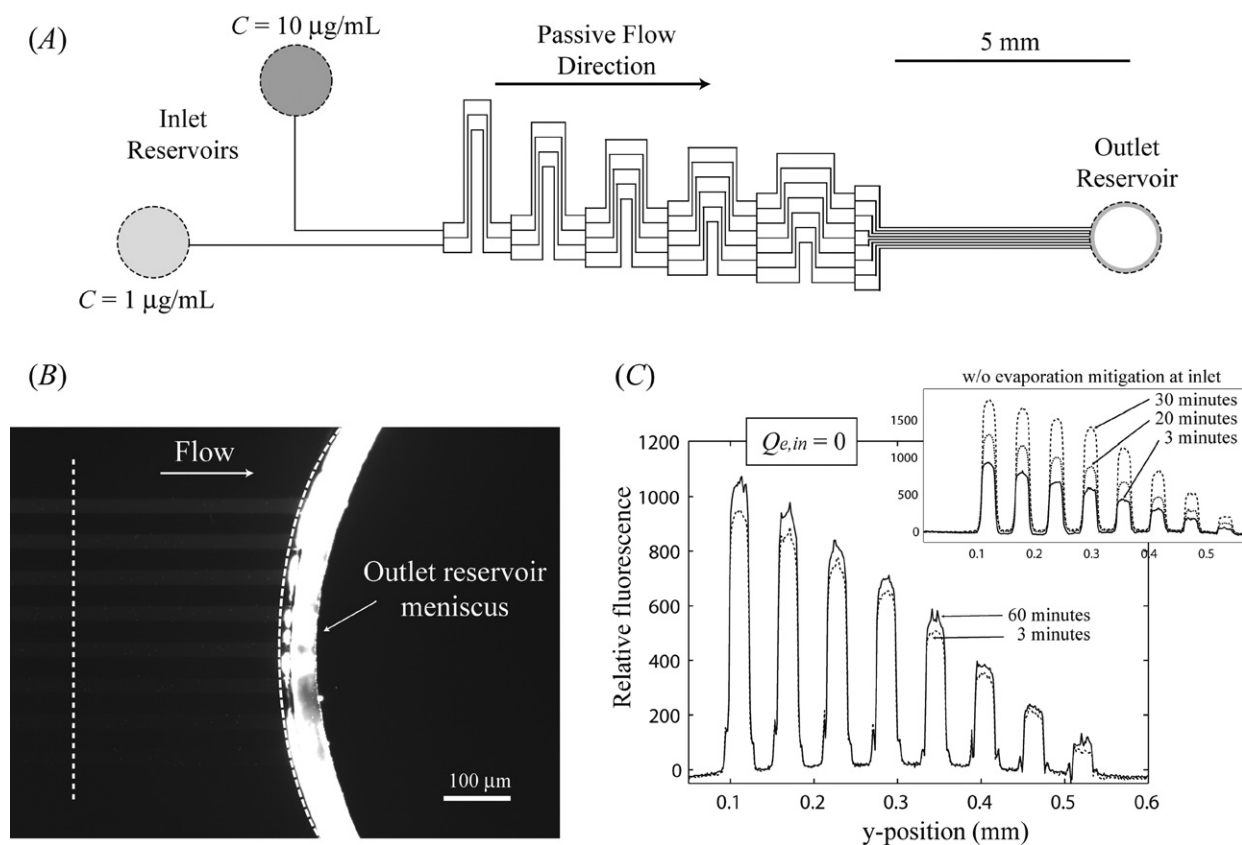 (A)
C = 10 µg/mL
Passive Flow
Direction
5 mm
Inlet
Reservoirs
Outlet
Reservoir
C = 1 µg/mL
(B)
Flow
Outlet reservoir
meniscus
100 µm
(C)
w/o evaporation mitigation at inlet
30 minutes
20 minutes
3 minutes
1500
1000
500
0
0.1 0.2 0.3 0.4 0.5
Qe,in = 0
1200
1000
800
600
400
200
0
Relative fluorescence
60 minutes
3 minutes
0.1 0.2 0.3 0.4 0.5 0.6
y-position (mm)